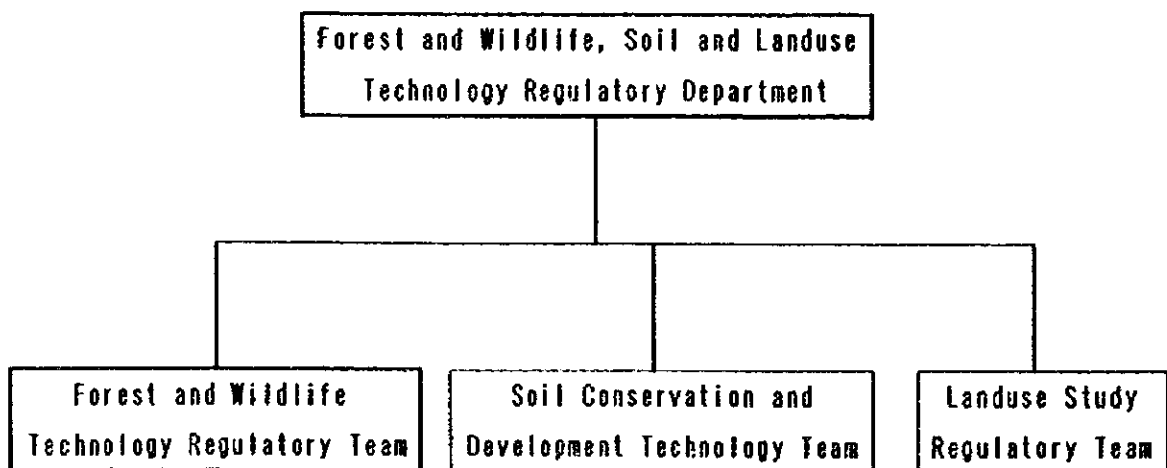 Forest and Wildlife, Soil and Landuse
Technology Regulatory Department
Forest and Wildlife
Technology Regulatory Team
Soil Conservation and
Development Technology Team
Landuse Study
Regulatory Team